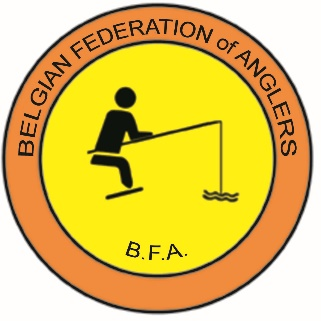 BELGIAN FEDERATION of ANGLERS
B.F.A.